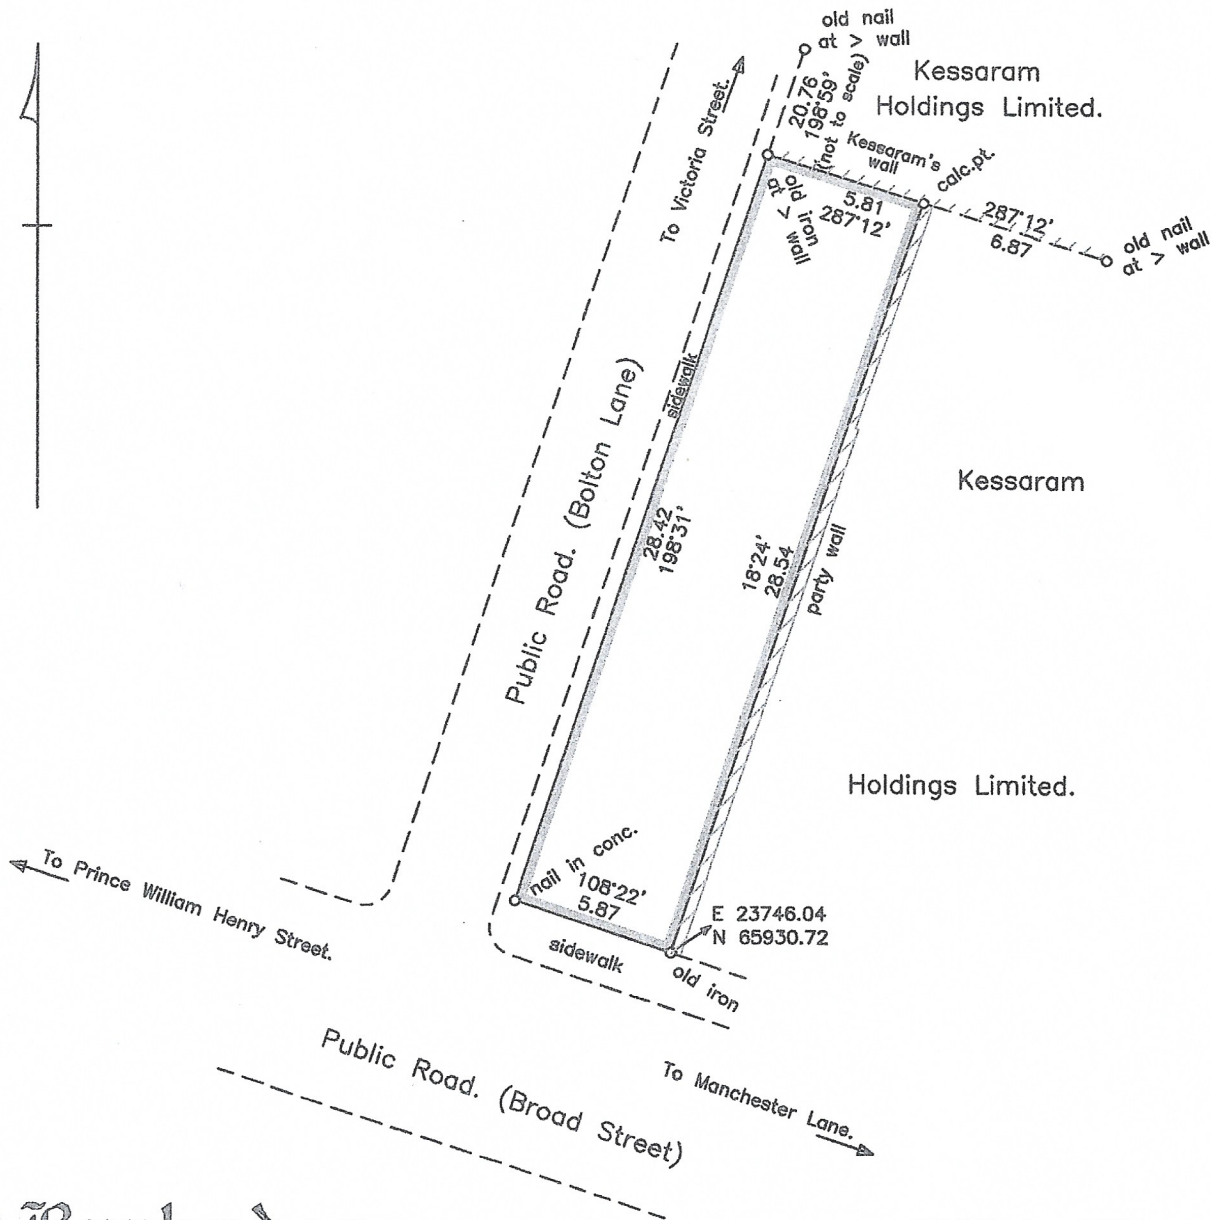 old nail
at > wall
Kessaram
Holdings Limited.
20.76
198°59'
(not to scale)
Kessaram's
wall
calc.pt.
To Victoria Street.
old iron
at > wall
5.81
287°12'
287°12'
6.87
old nail
at > wall
sidewalk
Public Road. (Bolton Lane)
28.42
198°31'
18°24'
28.54
party wall
Kessaram
Holdings Limited.
To Prince William Henry Street.
nail in conc.
108°22'
5.87
E 23746.04
N 65930.72
sidewalk
old iron
Public Road. (Broad Street)
To Manchester Lane.